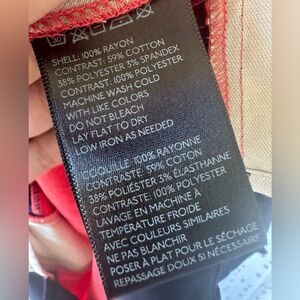 SHELL: 100% RAYON
CONTRAST: 59% COTTON
38% POLYESTER 3% SPANDEX
CONTRAST: 100% POLYESTER
MACHINE WASH COLD
WITH LIKE COLORS
DO NOT BLEACH
LAY FLAT TO DRY
LOW IRON AS NEEDED
COQUILLE: 100% RAYONNE
CONTRASTE: 59% COTON
38% POLIÉSTER 3% ÉLASTHANNE
CONTRASTE: 100% POLYESTER
LAVAGE EN MACHINE À
TEMPÉRATURE FROIDE
AVEC COULEURS SIMILAIRES
NE PAS BLANCHIR
POSER À PLAT POUR LE SÉCHAGE
REPASSAGE DOUX SI NÉCESSAIRE